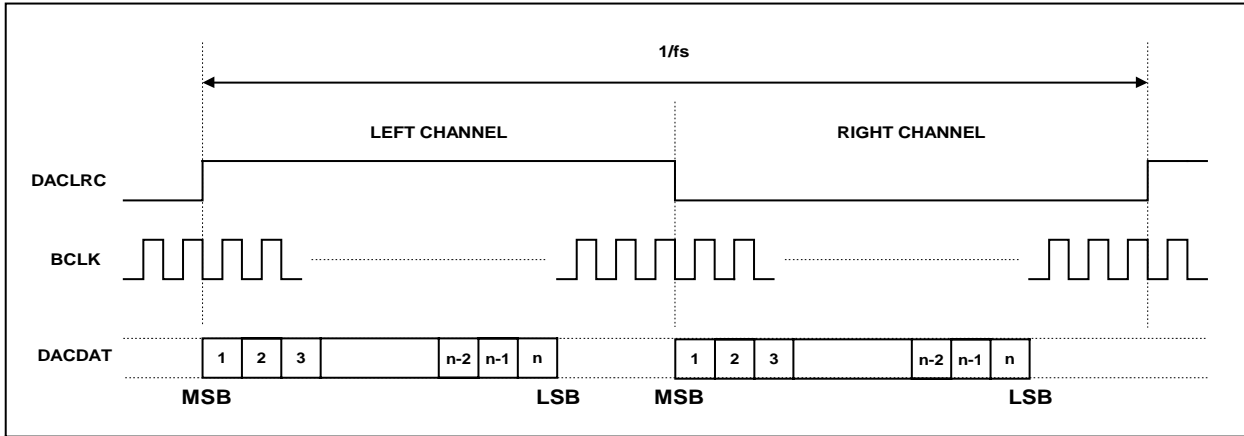 1/fs
LEFT CHANNEL RIGHT CHANNEL
DACLRC
BCLK
DACDAT 1 2 3 n-2 n-1 n 1 2 3 n-2 n-1 n
MSB LSB MSB LSB